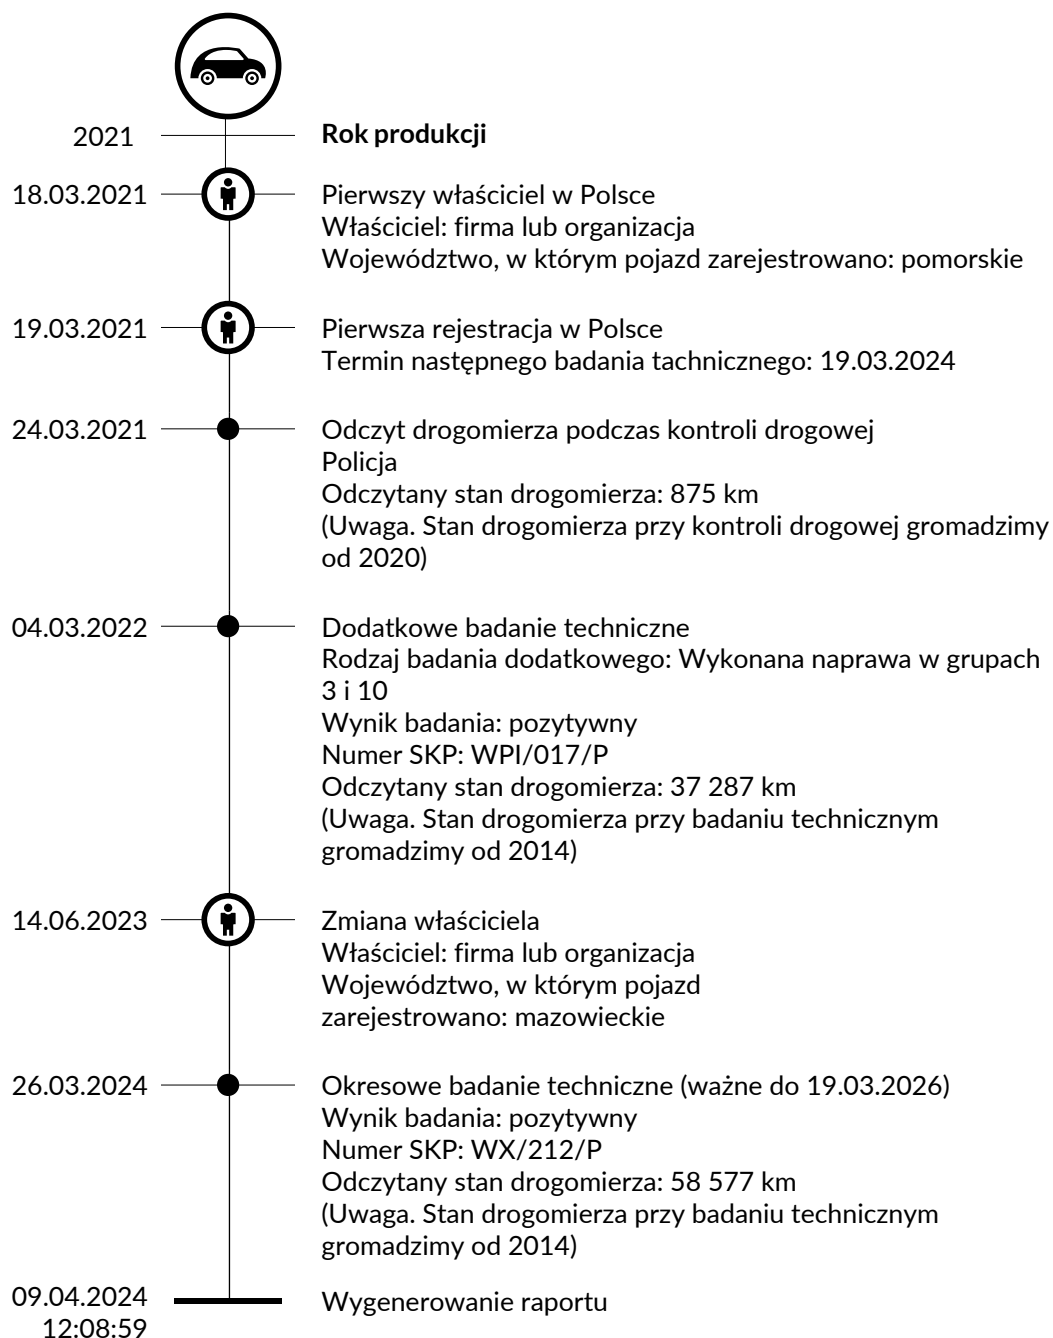 2021
Rok produkcji
18.03.2021
Pierwszy właściciel w Polsce
Właściciel: firma lub organizacja
Województwo, w którym pojazd zarejestrowano: pomorskie
19.03.2021
Pierwsza rejestracja w Polsce
Termin następnego badania tachnicznego: 19.03.2024
24.03.2021
Odczyt drogomierza podczas kontroli drogowej
Policja
Odczytany stan drogomierza: 875 km
(Uwaga. Stan drogomierza przy kontroli drogowej gromadzimy
od 2020)
04.03.2022
Dodatkowe badanie techniczne
Rodzaj badania dodatkowego: Wykonana naprawa w grupach
3 i 10
Wynik badania: pozytywny
Numer SKP: WPI/017/P
Odczytany stan drogomierza: 37 287 km
(Uwaga. Stan drogomierza przy badaniu technicznym
gromadzimy od 2014)
14.06.2023
Zmiana właściciela
Właściciel: firma lub organizacja
Województwo, w którym pojazd
zarejestrowano: mazowieckie
26.03.2024
Okresowe badanie techniczne (ważne do 19.03.2026)
Wynik badania: pozytywny
Numer SKP: WX/212/P
Odczytany stan drogomierza: 58 577 km
(Uwaga. Stan drogomierza przy badaniu technicznym
gromadzimy od 2014)
09.04.2024
12:08:59
Wygenerowanie raportu